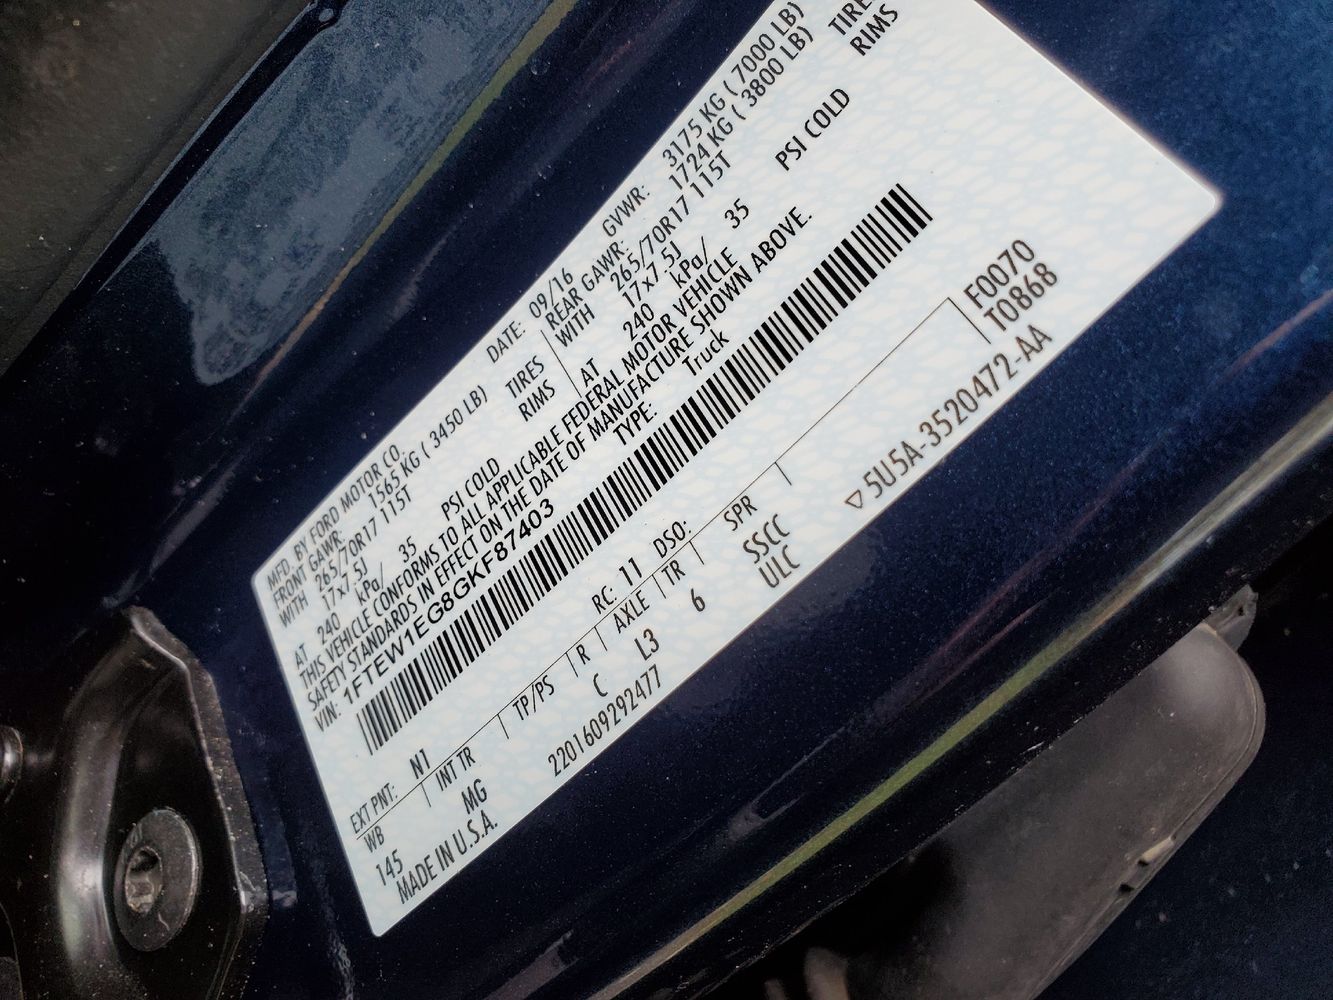 MFD. BY FORD MOTOR CO.
DATE: 09/16 GVWR: 3175 KG ( 7000 LB)
FRONT GAWR: 1565 KG ( 3450 LB) REAR GAWR: 1724 KG ( 3800 LB)
WITH 265/70R17 115T TIRES WITH 265/70R17 115T TIRES
17x7.5J RIMS 17x7.5J RIMS
AT 240 kPa/ 35 PSI COLD AT 240 kPa/ 35 PSI COLD
THIS VEHICLE CONFORMS TO ALL APPLICABLE FEDERAL MOTOR VEHICLE
SAFETY STANDARDS IN EFFECT ON THE DATE OF MANUFACTURE SHOWN ABOVE.
VIN: 1FTEW1EG8GKF87403 TYPE: Truck
F0070
T0868
EXT PNT: N1 RC: 11 DSO:
WB INT TR TP/PS R AXLE TR SPR
145 MG C L3 6 SSCC
ULC
MADE IN U.S.A. 2201609292477 ▽5U5A-3520472-AA